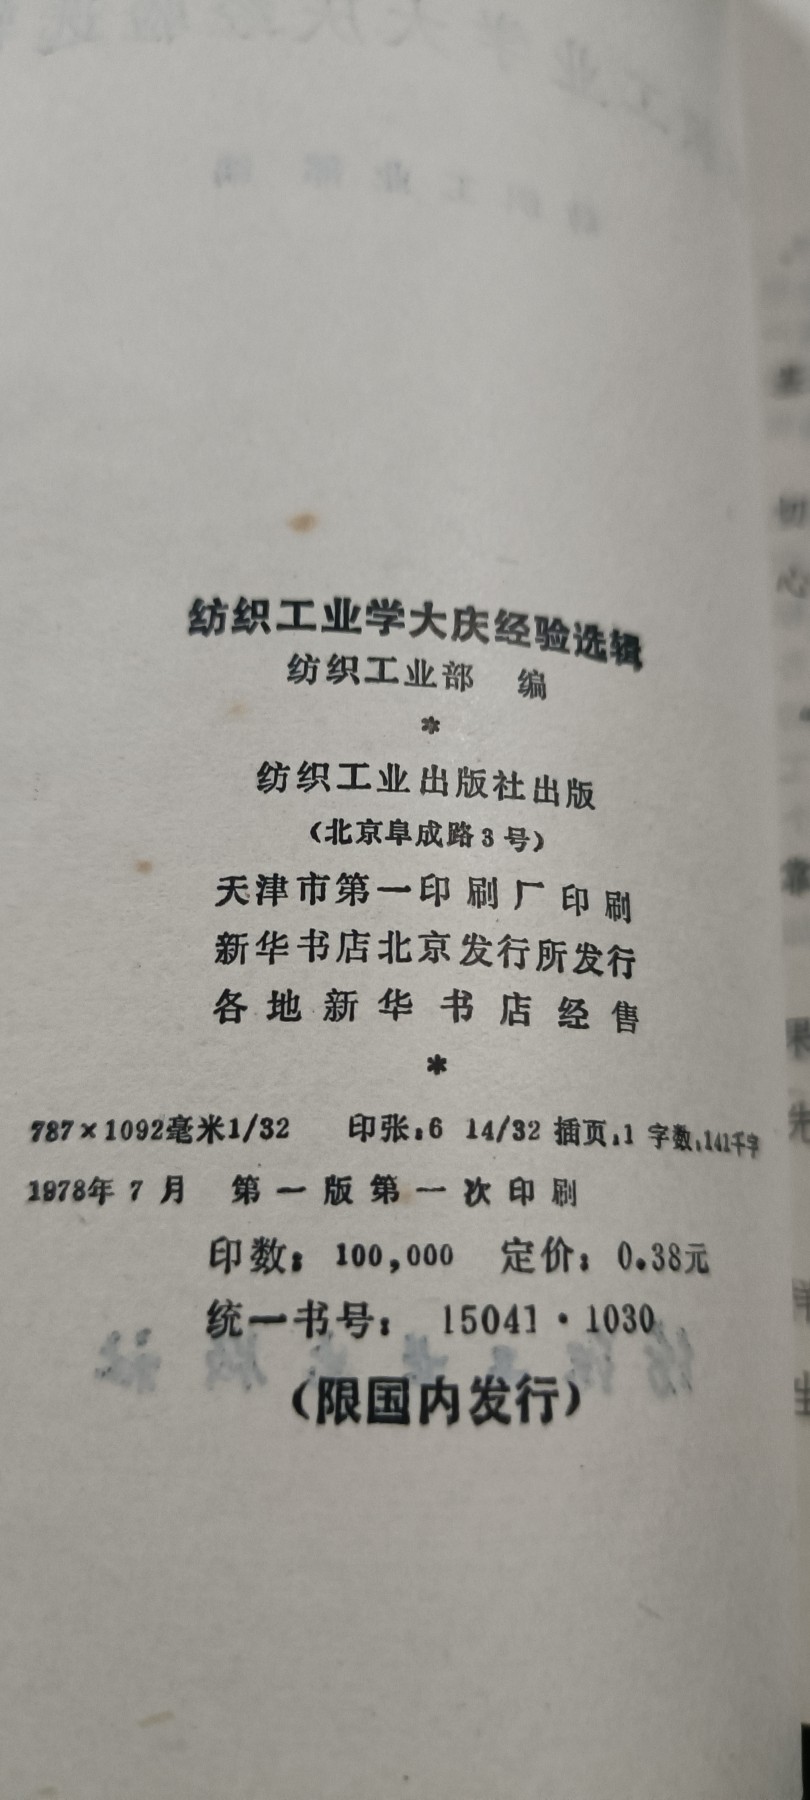 纺织工业学大庆经验选辑
纺织工业部 编
*
纺织工业出版社出版
（北京阜成路3号）
天津市第一印刷厂印刷
新华书店北京发行所发行
各地新华书店经售
*
787×1092毫米1/32 印张：6 14/32 插页：1 字数：141千字
1978年7月 第一版第一次印刷
印数：100,000 定价：0.38元
统一书号：15041·1030
（限国内发行）